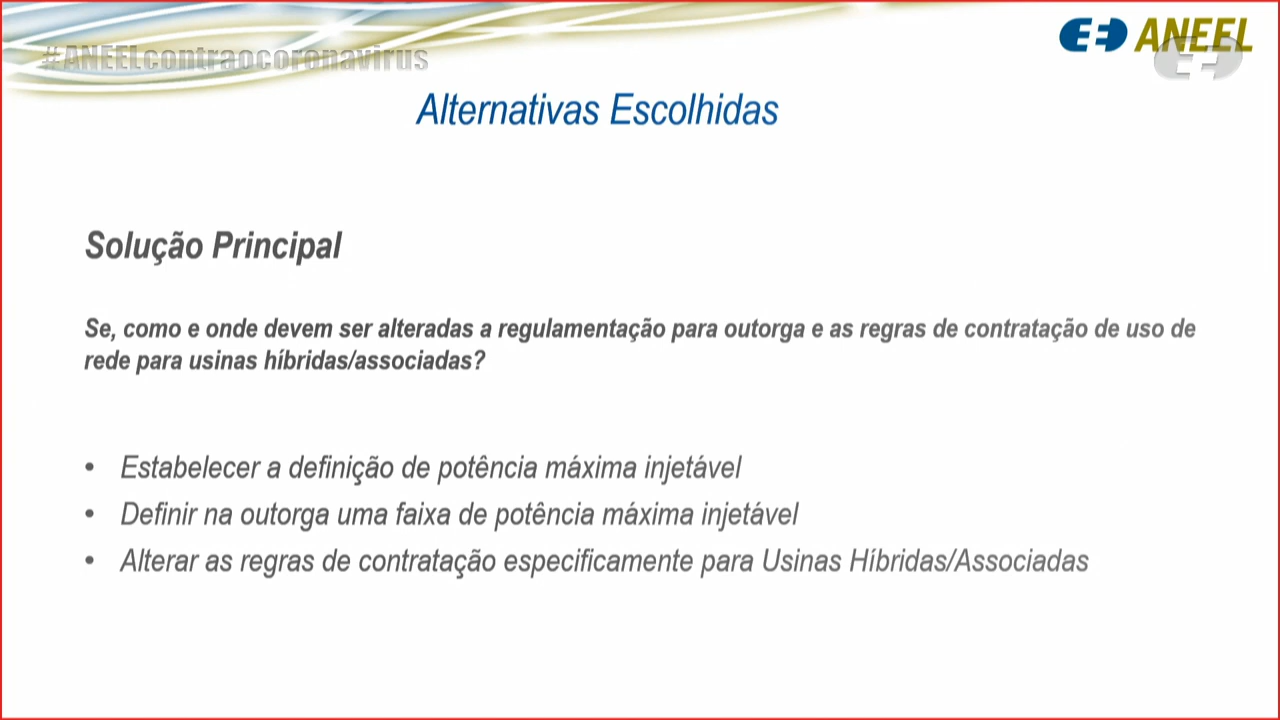 #ANEELcontraocoronavirus
ANEEL
Alternativas Escolhidas
Solução Principal
Se, como e onde devem ser alteradas a regulamentação para outorga e as regras de contratação de uso de
rede para usinas híbridas/associadas?
• Estabelecer a definição de potência máxima injetável
• Definir na outorga uma faixa de potência máxima injetável
• Alterar as regras de contratação especificamente para Usinas Híbridas/Associadas